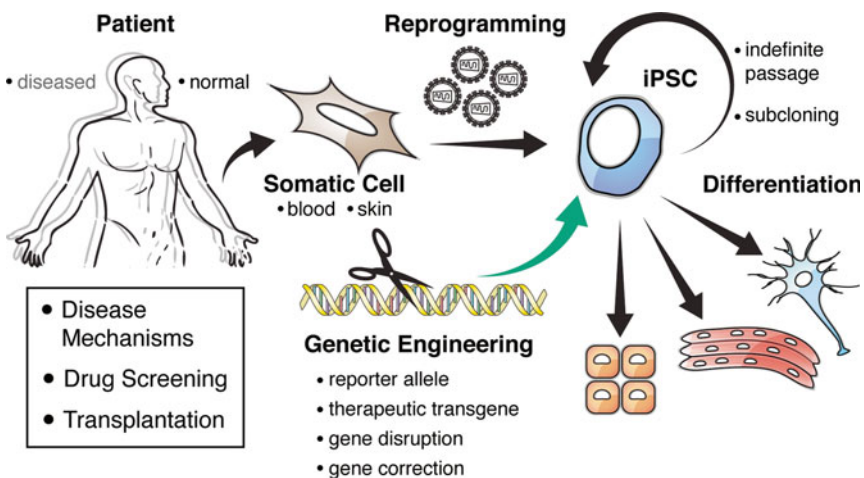 Patient
• diseased
• normal
Reprogramming
iPSC
• indefinite
passage
• subcloning
Somatic Cell
• blood • skin
Differentiation
• Disease
Mechanisms
• Drug Screening
• Transplantation
Genetic Engineering
• reporter allele
• therapeutic transgene
• gene disruption
• gene correction